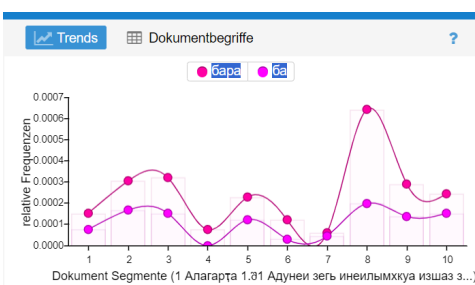 Trends Dokumentbegriffe ?
бара ба
relative Frequenzen
0.0007
0.0006
0.0005
0.0004
0.0003
0.0002
0.0001
0.0000
1 2 3 4 5 6 7 8 9 10
Dokument Segmente (1 Алагарҭа 1.ҩ1 Адунеи зегь инеилымхкуа изшаз з...)